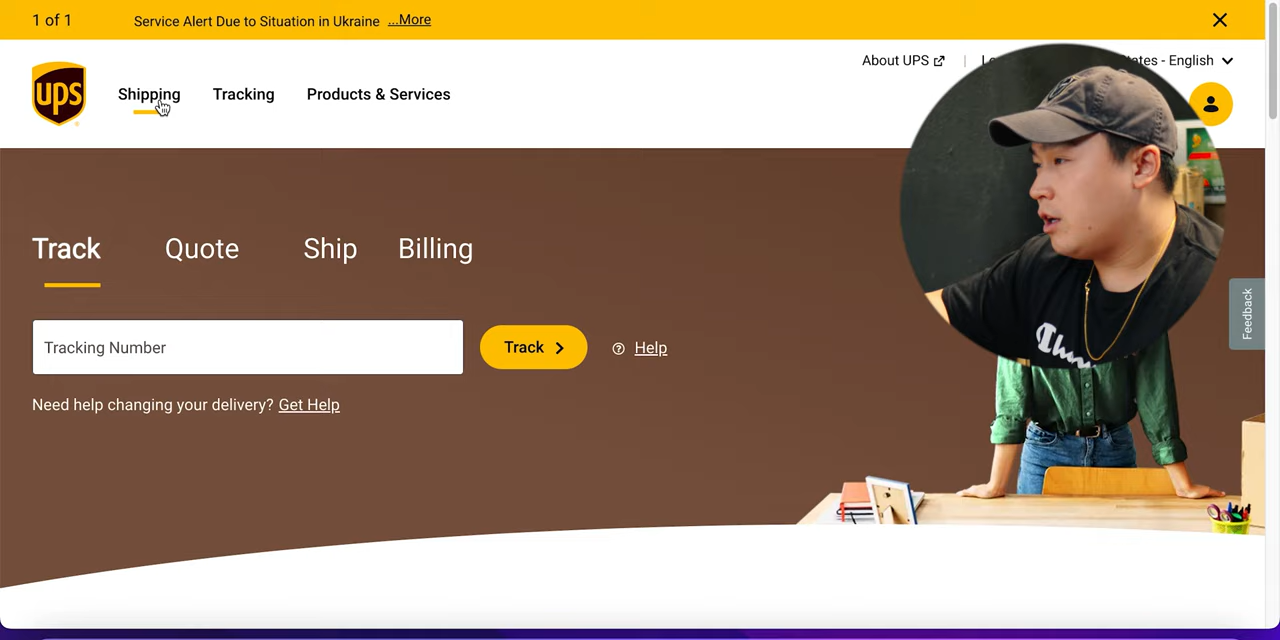 1 of 1
Service Alert Due to Situation in Ukraine ...More
About UPS
- English
ups
Shipping
Tracking
Products & Services
Track
Quote
Ship
Billing
Tracking Number
Track
Help
Need help changing your delivery? Get Help
Feedback